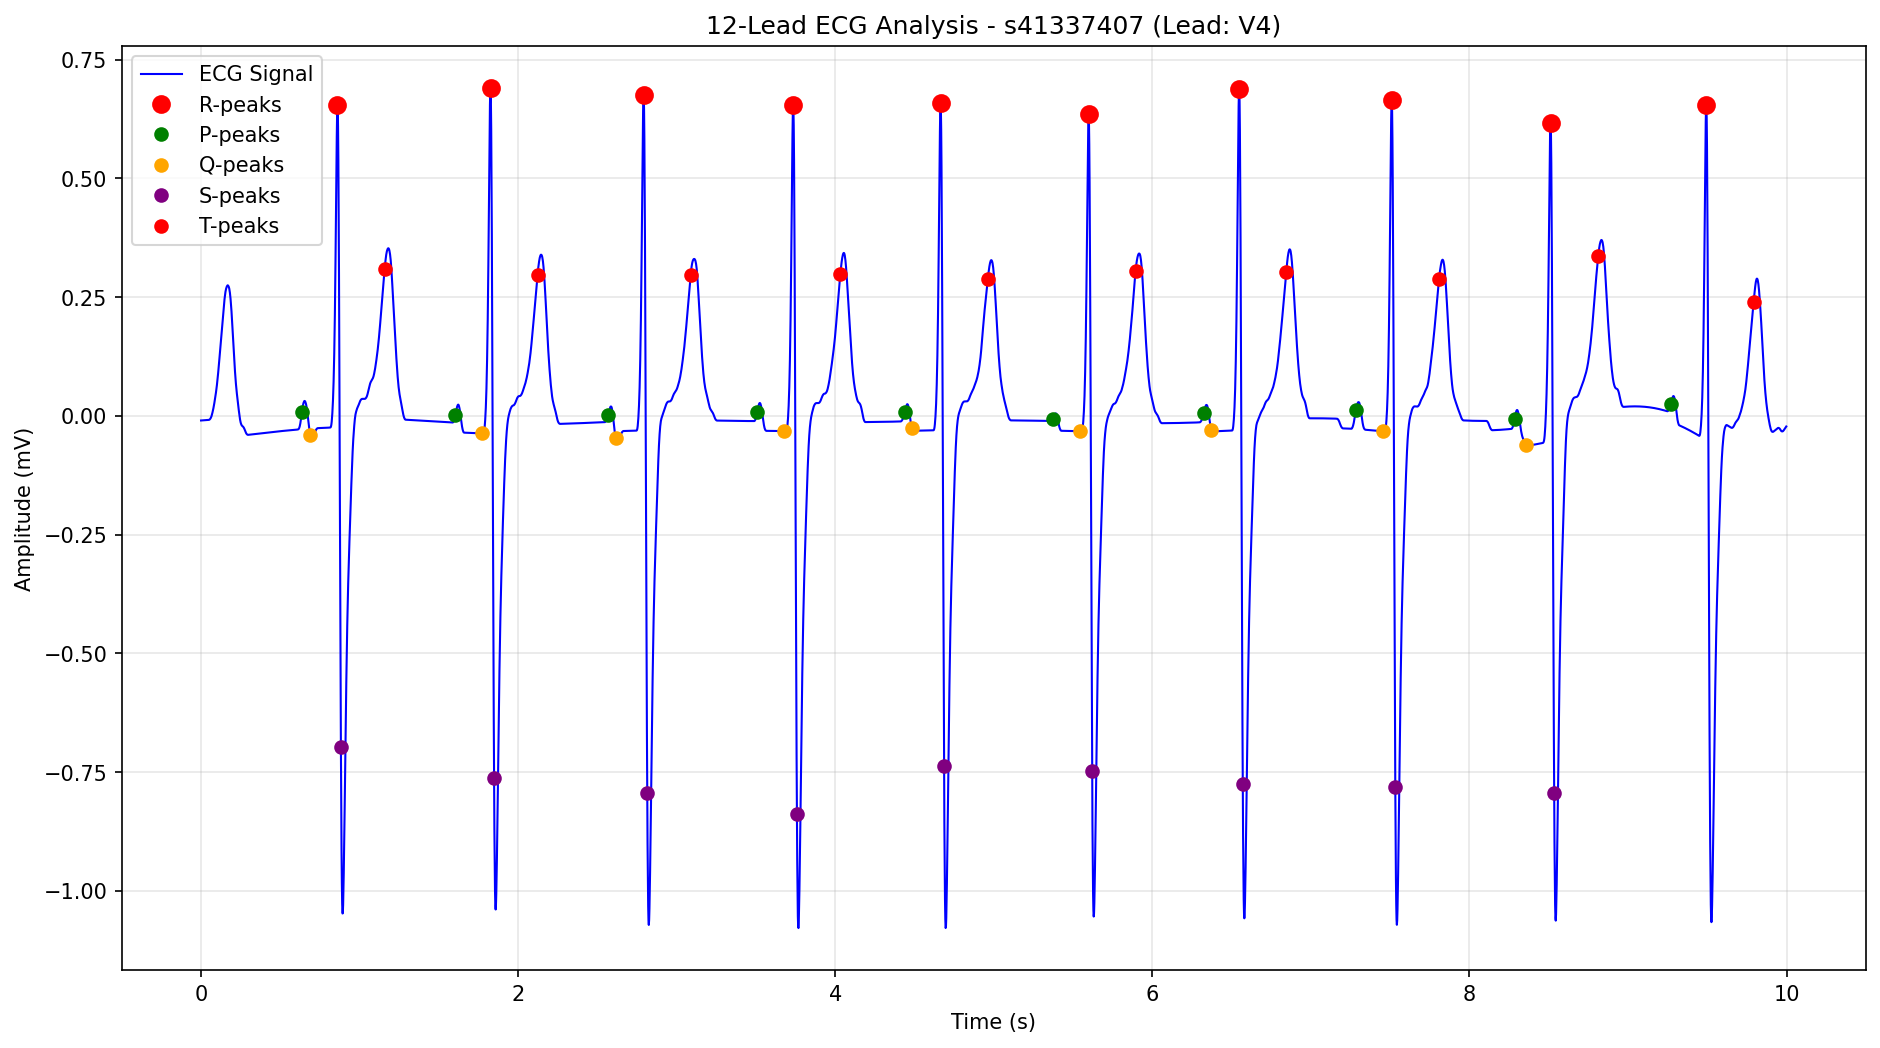 12-Lead ECG Analysis - s41337407 (Lead: V4)
ECG Signal
R-peaks
P-peaks
Q-peaks
S-peaks
T-peaks
Amplitude (mV)
0.75
0.50
0.25
0.00
−0.25
−0.50
−0.75
−1.00
0 2 4 6 8 10
Time (s)